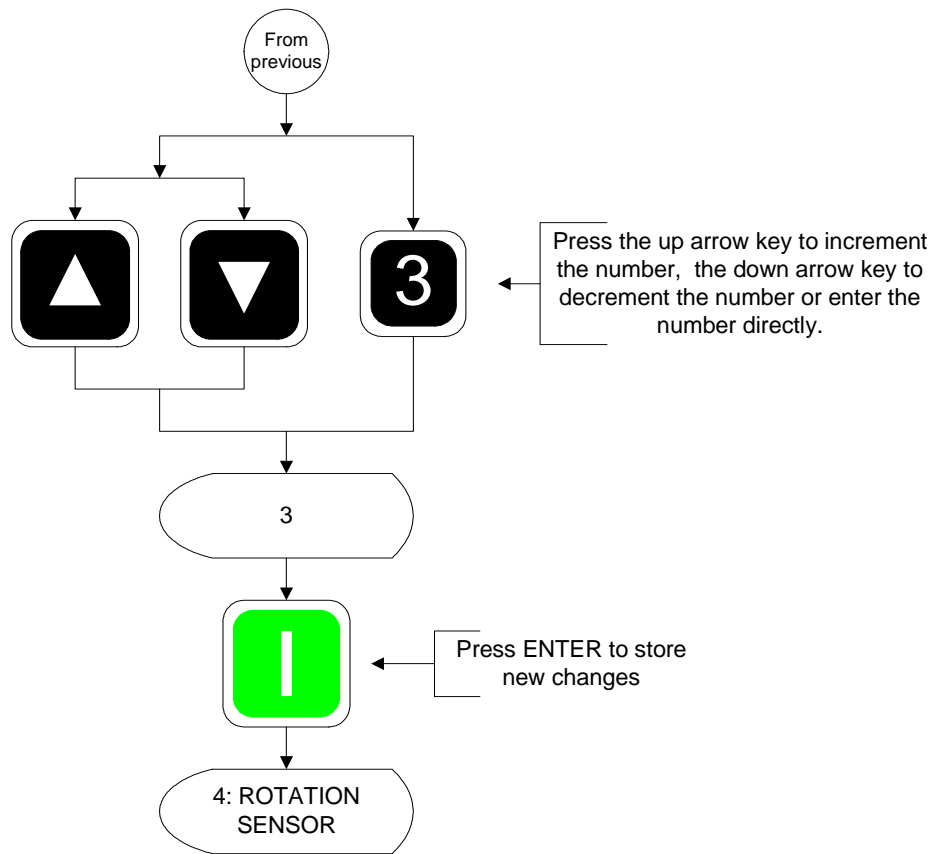 From
previous
3
Press the up arrow key to increment
the number, the down arrow key to
decrement the number or enter the
number directly.
3
I
Press ENTER to store
new changes
4: ROTATION
SENSOR